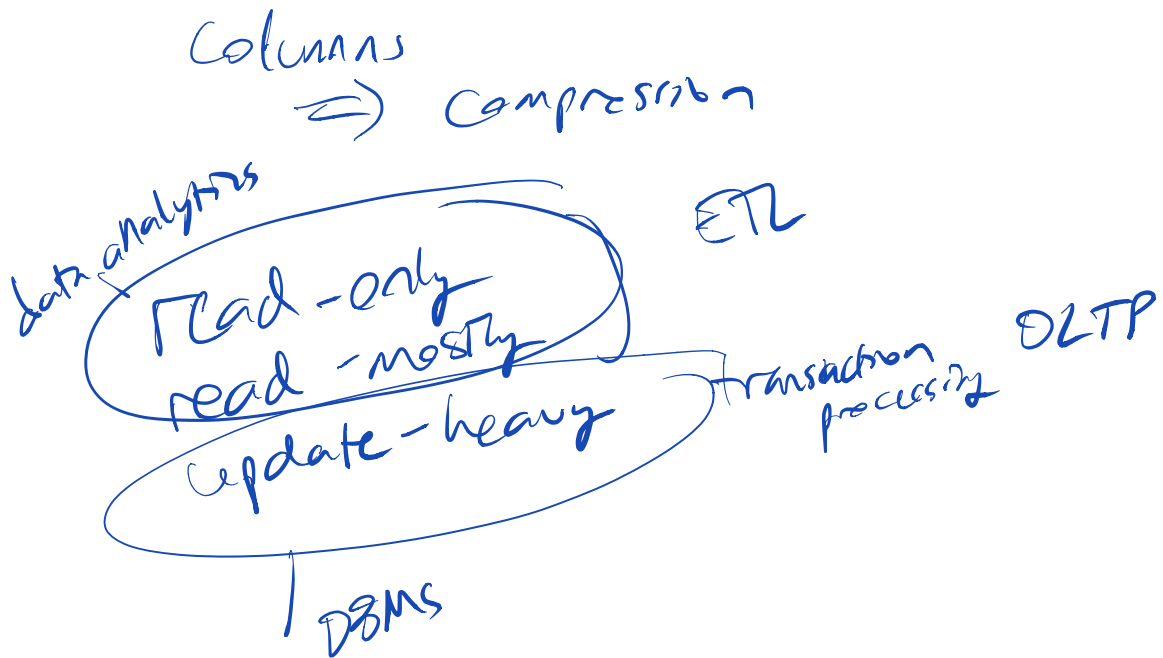 Columns
⇒ Compression
data analytics
ETL
read-only
read-mostly
OLTP
transaction
processing
update-heavy
DBMS